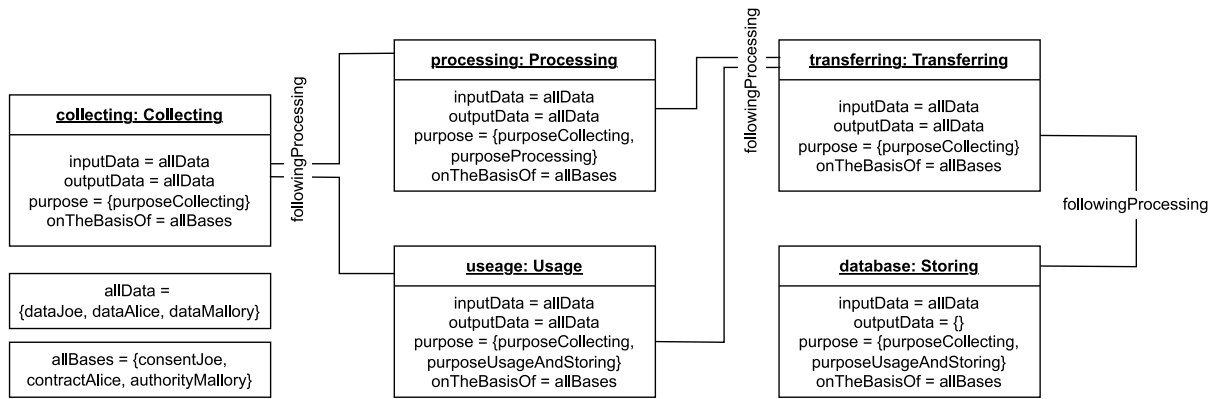 collecting: Collecting
inputData = allData
outputData = allData
purpose = {purposeCollecting}
onTheBasisOf = allBases
allData =
{dataJoe, dataAlice, dataMallory}
allBases = {consentJoe,
contractAlice, authorityMallory}
followingProcessing
processing: Processing
inputData = allData
outputData = allData
purpose = {purposeCollecting,
purposeProcessing}
onTheBasisOf = allBases
useage: Usage
inputData = allData
outputData = allData
purpose = {purposeCollecting,
purposeUsageAndStoring}
onTheBasisOf = allBases
followingProcessing
transferring: Transferring
inputData = allData
outputData = allData
purpose = {purposeCollecting}
onTheBasisOf = allBases
followingProcessing
database: Storing
inputData = allData
outputData = {}
purpose = {purposeCollecting,
purposeUsageAndStoring}
onTheBasisOf = allBases